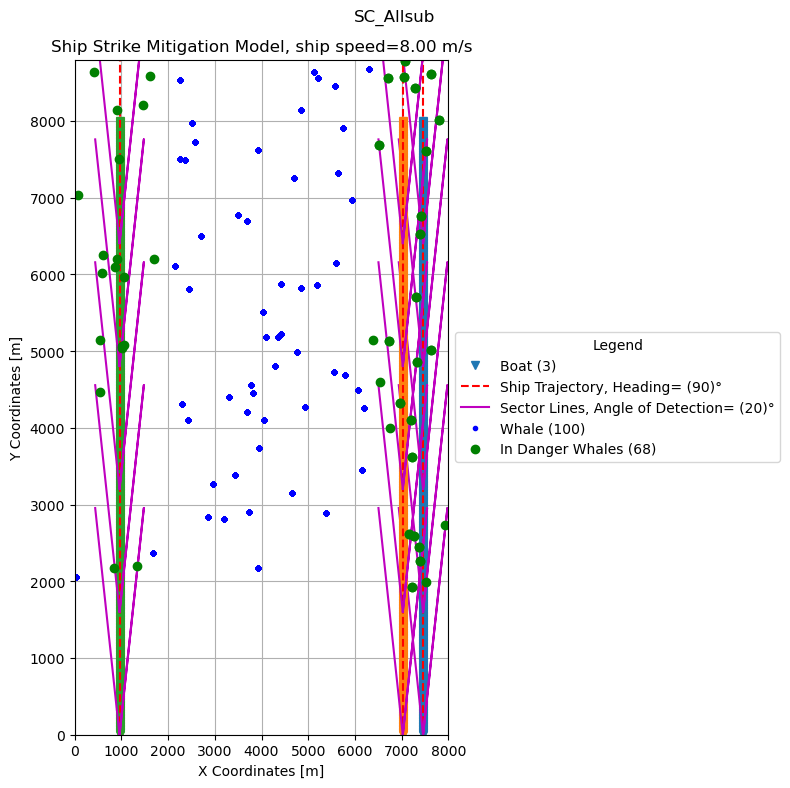 SC_Allsub
Ship Strike Mitigation Model, ship speed=8.00 m/s
8000
7000
6000
5000
4000
3000
2000
1000
0
Y Coordinates [m]
0 1000 2000 3000 4000 5000 6000 7000 8000
X Coordinates [m]
Legend
Boat (3)
Ship Trajectory, Heading= (90)°
Sector Lines, Angle of Detection= (20)°
Whale (100)
In Danger Whales (68)